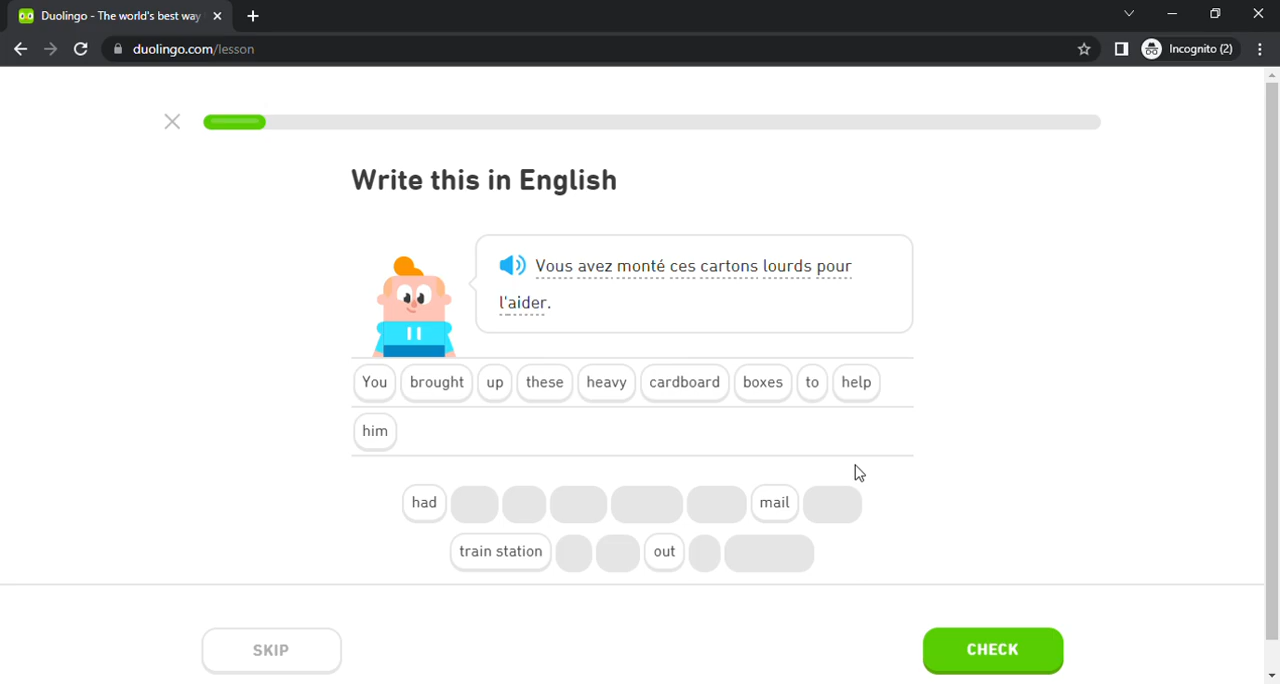 Duolingo - The world's best way
duolingo.com/lesson
Incognito (2)
Write this in English
Vous avez monté ces cartons lourds pour
l'aider.
You brought up these heavy cardboard boxes to help
him
had mail
train station out
SKIP CHECK